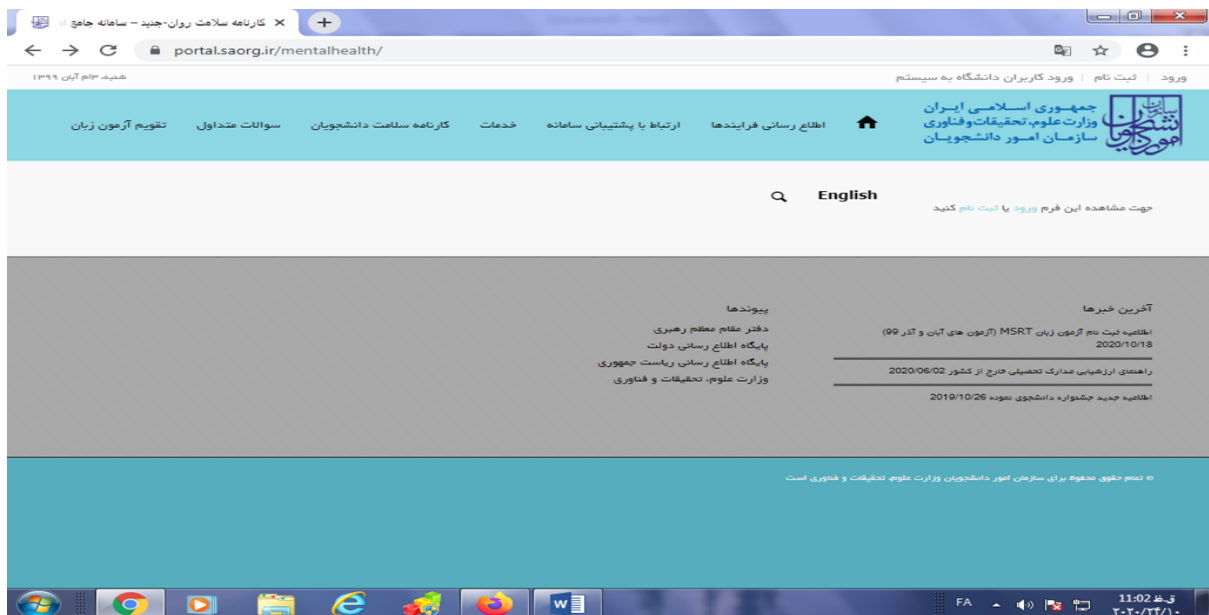 کارنامه سلامت روان-جدید – سامانه جامع
portal.saorg.ir/mentalhealth/
ورود | ثبت نام | ورود کاربران دانشگاه به سیستم
شنبه, ۳ام آبان ۱۳۹۹
سازمان امور دانشجویان
جمهوری اسلامی ایران
وزارت علوم، تحقیقات و فناوری
سازمان امور دانشجویان
اطلاع رسانی فرایندها
ارتباط با پشتیبانی سامانه
خدمات
کارنامه سلامت دانشجویان
سوالات متداول
تقویم آزمون زبان
English
جهت مشاهده این فرم ورود یا ثبت نام کنید
آخرین خبرها
اطلاعیه ثبت نام آزمون زبان MSRT (آزمون های آبان و آذر 99)
2020/10/18
راهنمای ارزشیابی مدارک تحصیلی خارج از کشور 2020/06/02
اطلاعیه جدید جشنواره دانشجوی نمونه 2019/10/26
پیوندها
دفتر مقام معظم رهبری
پایگاه اطلاع رسانی دولت
پایگاه اطلاع رسانی ریاست جمهوری
وزارت علوم، تحقیقات و فناوری
© تمام حقوق محفوظ برای سازمان امور دانشجویان وزارت علوم، تحقیقات و فناوری است
FA
11:02 ق.ظ
۲۰۲۰/۲۴/۱۰